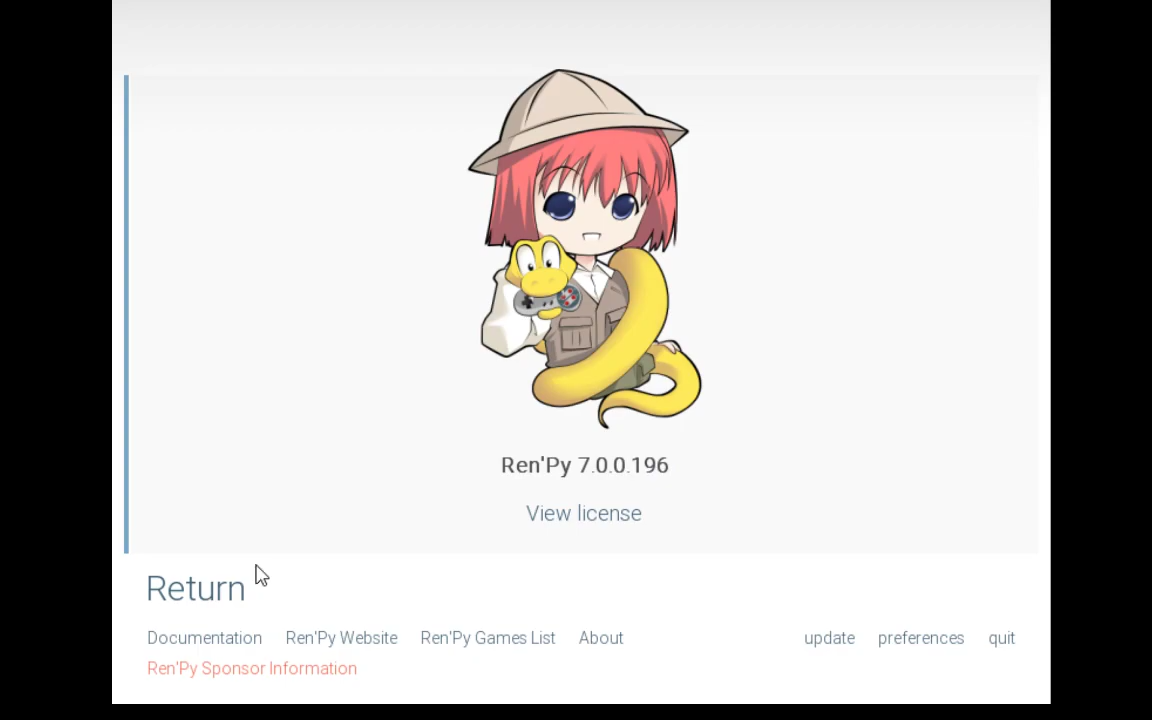 Ren'Py 7.0.0.196
View license
Return
Documentation Ren'Py Website Ren'Py Games List About update preferences quit
Ren'Py Sponsor Information